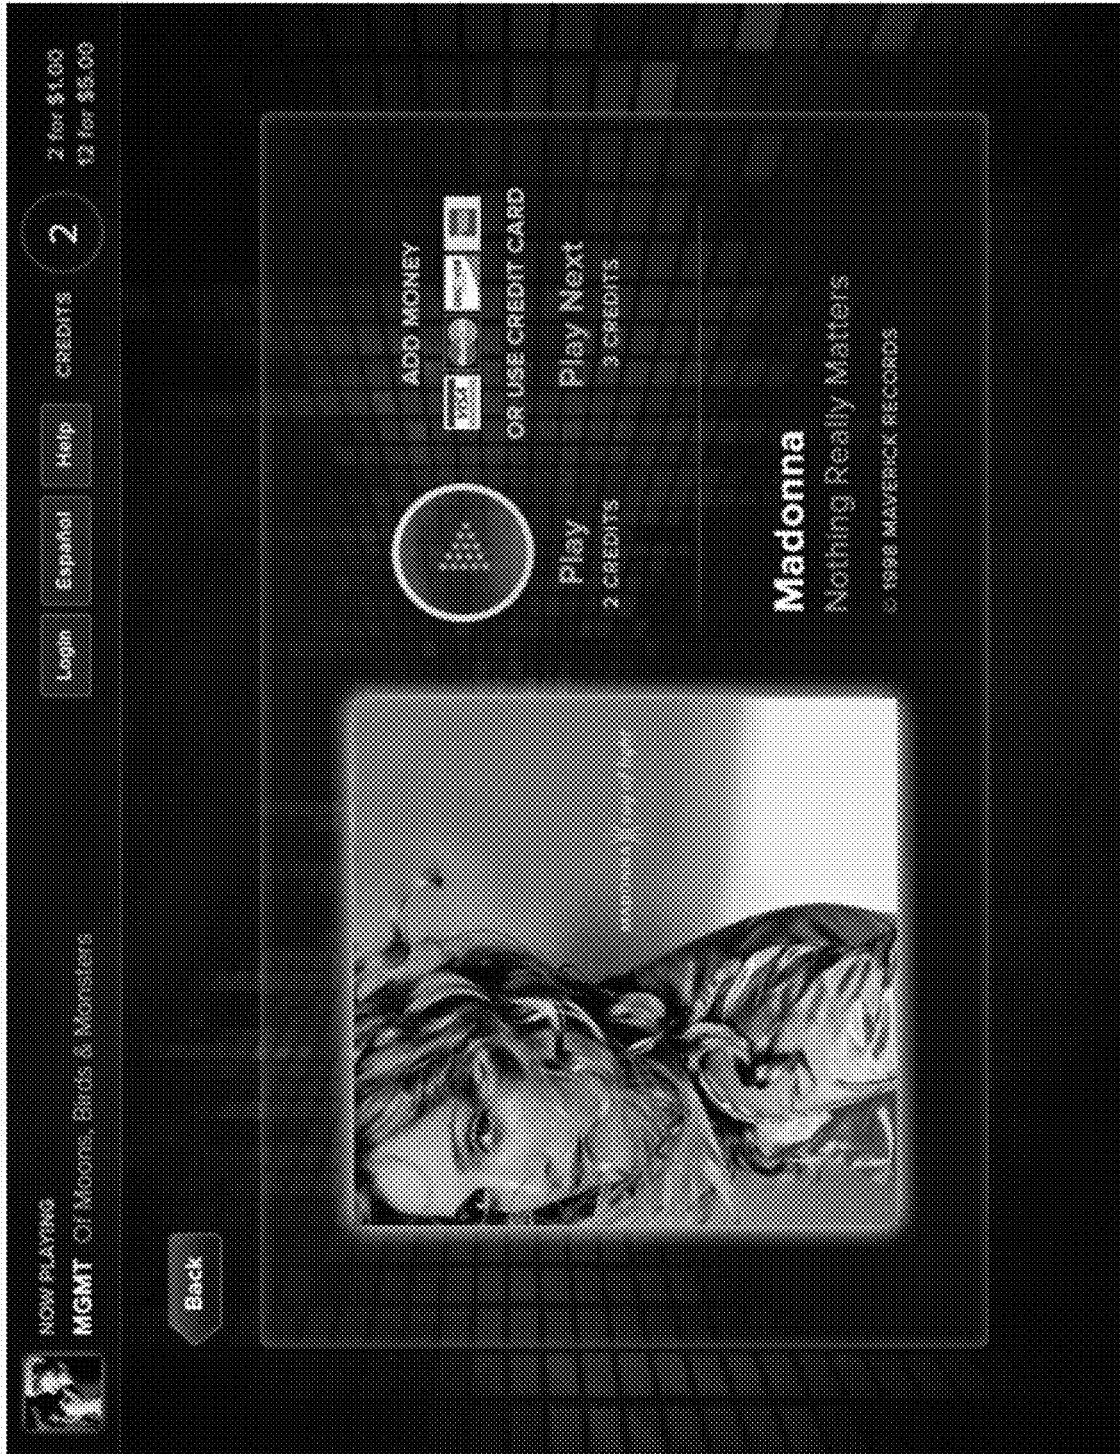 NOW PLAYING
MGMT Of Moons, Birds & Monsters
Login
Español
Help
CREDITS
2
2 for $1.00
12 for $5.00
Back
ADD MONEY
VISA
OR USE CREDIT CARD
Play
2 CREDITS
Play Next
3 CREDITS
Madonna
Nothing Really Matters
© 1998 MAVERICK RECORDS